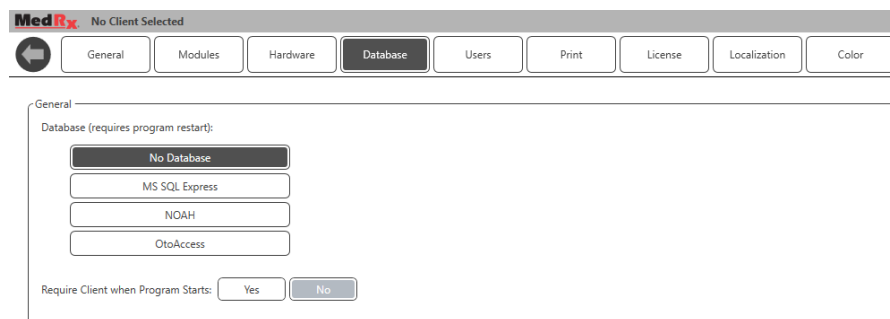 MedRx No Client Selected
General Modules Hardware Database Users Print License Localization Color
General
Database (requires program restart):
No Database
MS SQL Express
NOAH
OtoAccess
Require Client when Program Starts: Yes No